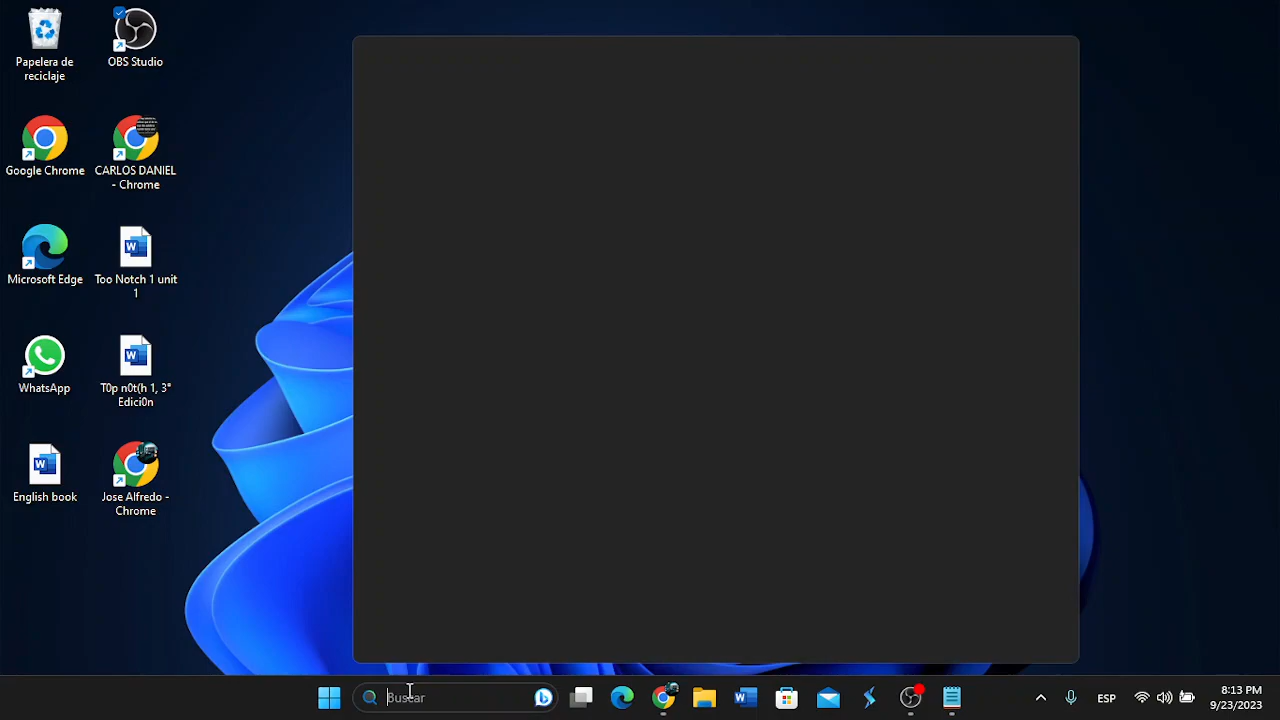 Papelera de
reciclaje
OBS Studio
Google Chrome
CARLOS DANIEL
- Chrome
Microsoft Edge
Too Notch 1 unit
1
WhatsApp
T0p n0t(h 1, 3°
Edici0n
English book
Jose Alfredo -
Chrome
Buscar
ESP
8:13 PM
9/23/2023